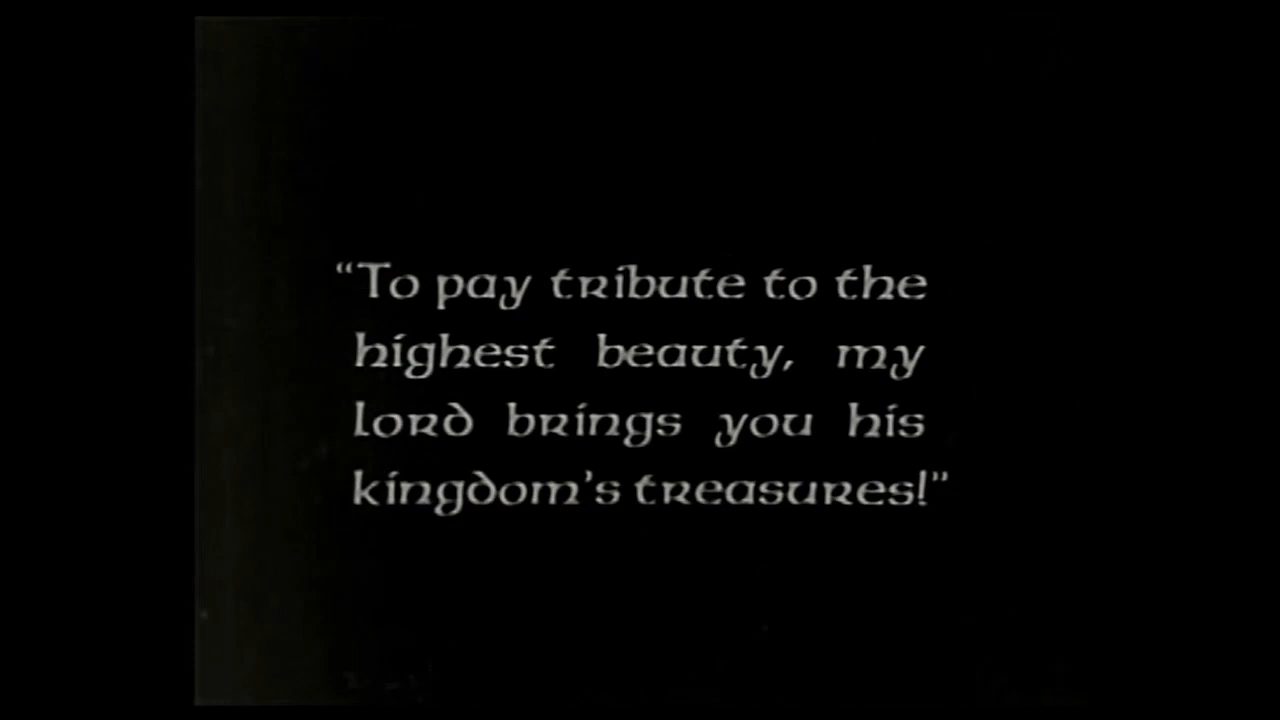 “To pay tribute to the
highest beauty, my
lord brings you his
kingdom’s treasures!”